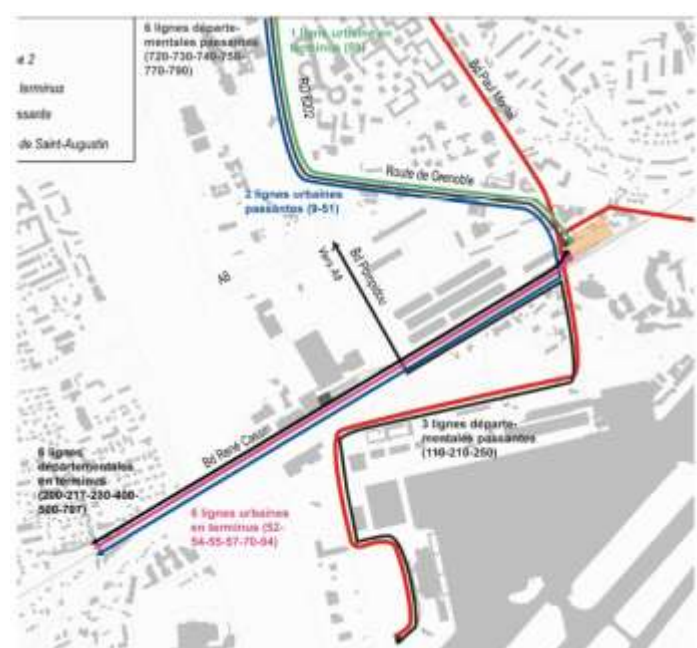 6 lignes départe-
mentales passantes
(720-730-740-750-
770-790)
1 ligne urbaine en
terminus
terminus
de Saint-Augustin
Bd Paul Montel
Route de Grenoble
2 lignes urbaines
passantes (9-51)
Bd Pompidou
Vers A8
A8
Bd René Cassin
3 lignes départe-
mentales passantes
(110-210-250)
6 lignes
départementales
en terminus
(200-217-230-400-
500-707)
6 lignes urbaines
en terminus (52-
54-55-57-70-94)